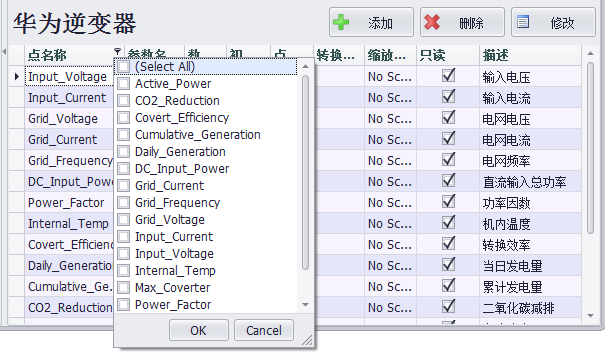 华为逆变器
添加 删除 修改
点名称 参数名 数 初 点 转换... 缩放... 只读 描述
Input_Voltage No Sc... 输入电压
Input_Current No Sc... 输入电流
Grid_Voltage No Sc... 电网电压
Grid_Current No Sc... 电网电流
Grid_Frequency No Sc... 电网频率
DC_Input_Powe No Sc... 直流输入总功率
Power_Factor No Sc... 功率因数
Internal_Temp No Sc... 机内温度
Covert_Efficienc No Sc... 转换效率
Daily_Generation No Sc... 当日发电量
Cumulative_Ge... No Sc... 累计发电量
CO2_Reduction No Sc... 二氧化碳减排
(Select All)
Active_Power
CO2_Reduction
Covert_Efficiency
Cumulative_Generation
Daily_Generation
DC_Input_Power
Grid_Current
Grid_Frequency
Grid_Voltage
Input_Current
Input_Voltage
Internal_Temp
Max_Coverter
Power_Factor
OK Cancel